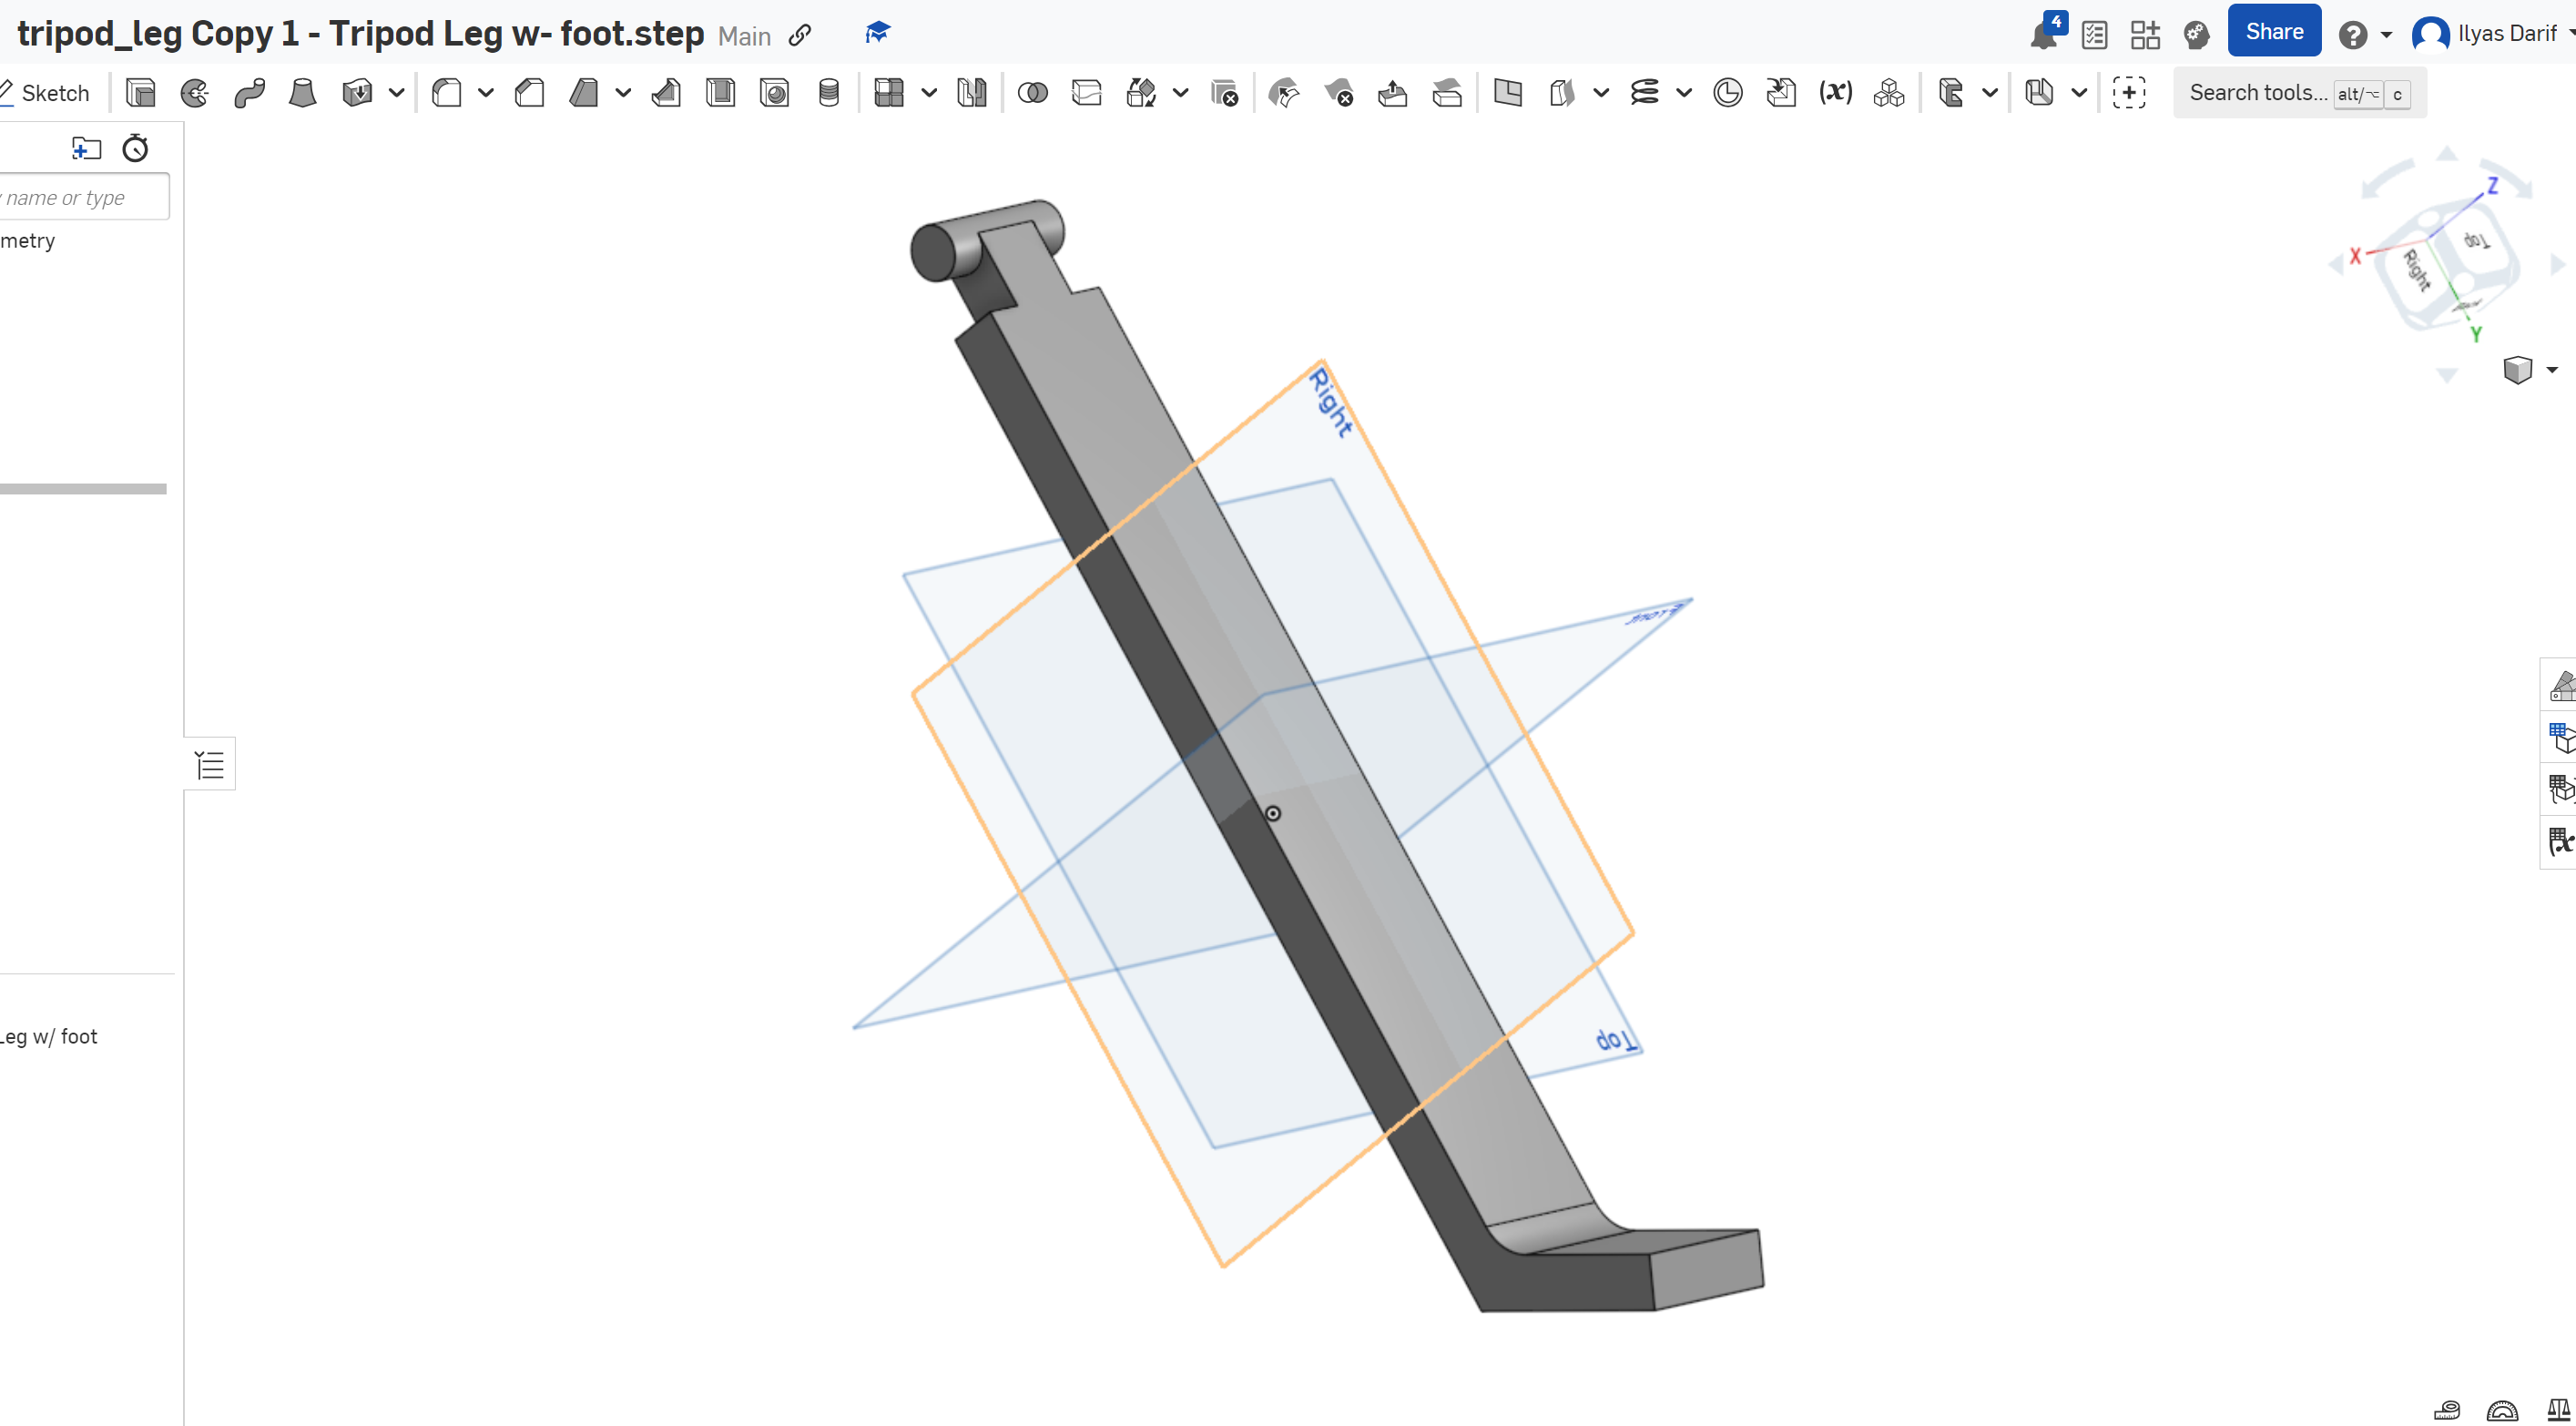 tripod_leg Copy 1 - Tripod Leg w- foot.step Main
4
Share
Ilyas Darif
Sketch
Search tools... alt/⌥ c
name or type
metry
Z
X
Top
Right
Y
Right
Front
Top
Leg w/ foot